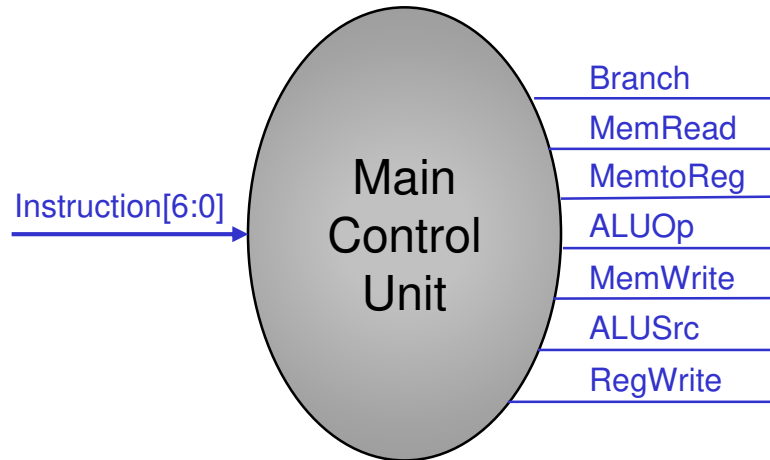 Branch
MemRead
MemtoReg
ALUOp
MemWrite
ALUSrc
RegWrite
Instruction[6:0]
Main
Control
Unit